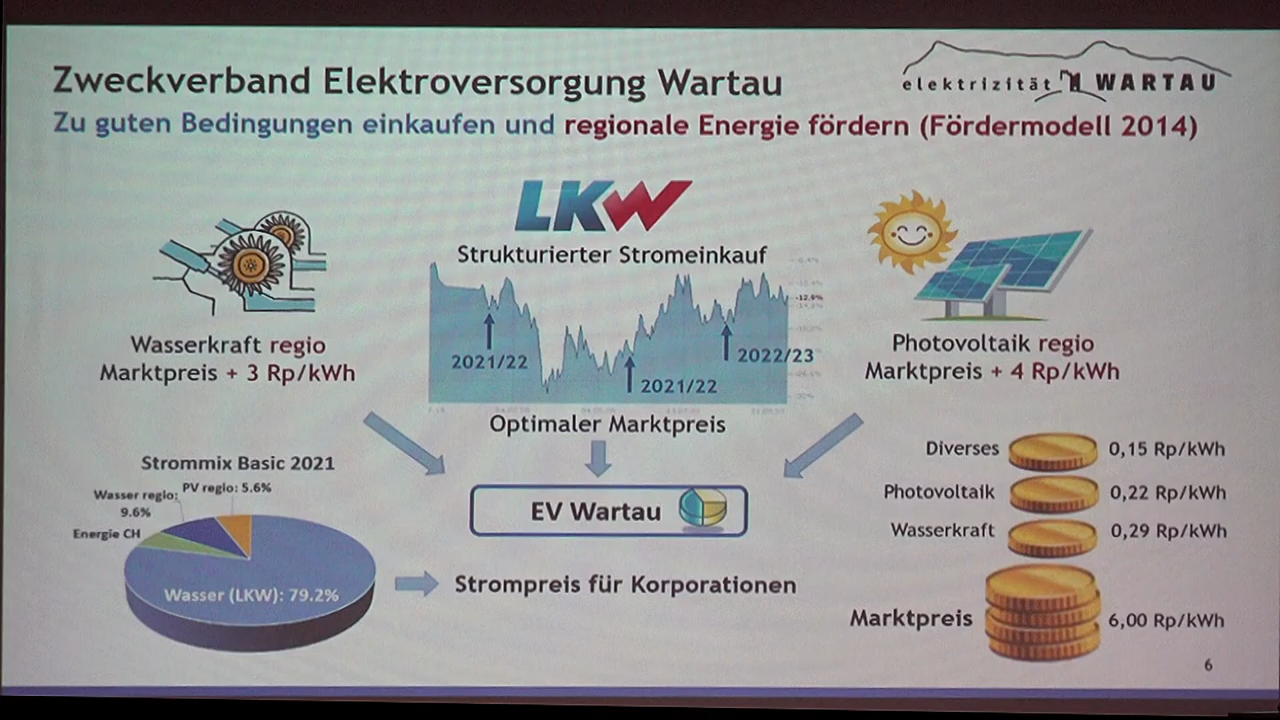 Zweckverband Elektroversorgung Wartau
elektrizität WARTAU
Zu guten Bedingungen einkaufen und regionale Energie fördern (Fördermodell 2014)
LKW
Strukturierter Stromeinkauf
-12.9%
2021/22
2021/22
2022/23
Optimaler Marktpreis
Wasserkraft regio
Marktpreis + 3 Rp/kWh
Photovoltaik regio
Marktpreis + 4 Rp/kWh
Strommix Basic 2021
PV regio: 5.6%
Wasser regio:
9.6%
Energie CH
Wasser (LKW): 79.2%
EV Wartau
Strompreis für Korporationen
Diverses 0,15 Rp/kWh
Photovoltaik 0,22 Rp/kWh
Wasserkraft 0,29 Rp/kWh
Marktpreis 6,00 Rp/kWh
6